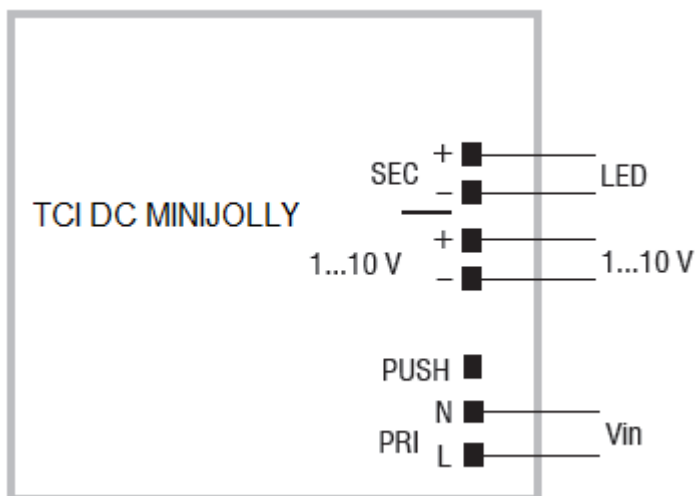 +
SEC
LED
–
TCI DC MINIJOLLY
+
1...10 V
1...10 V
–
PUSH
N
PRI
Vin
L